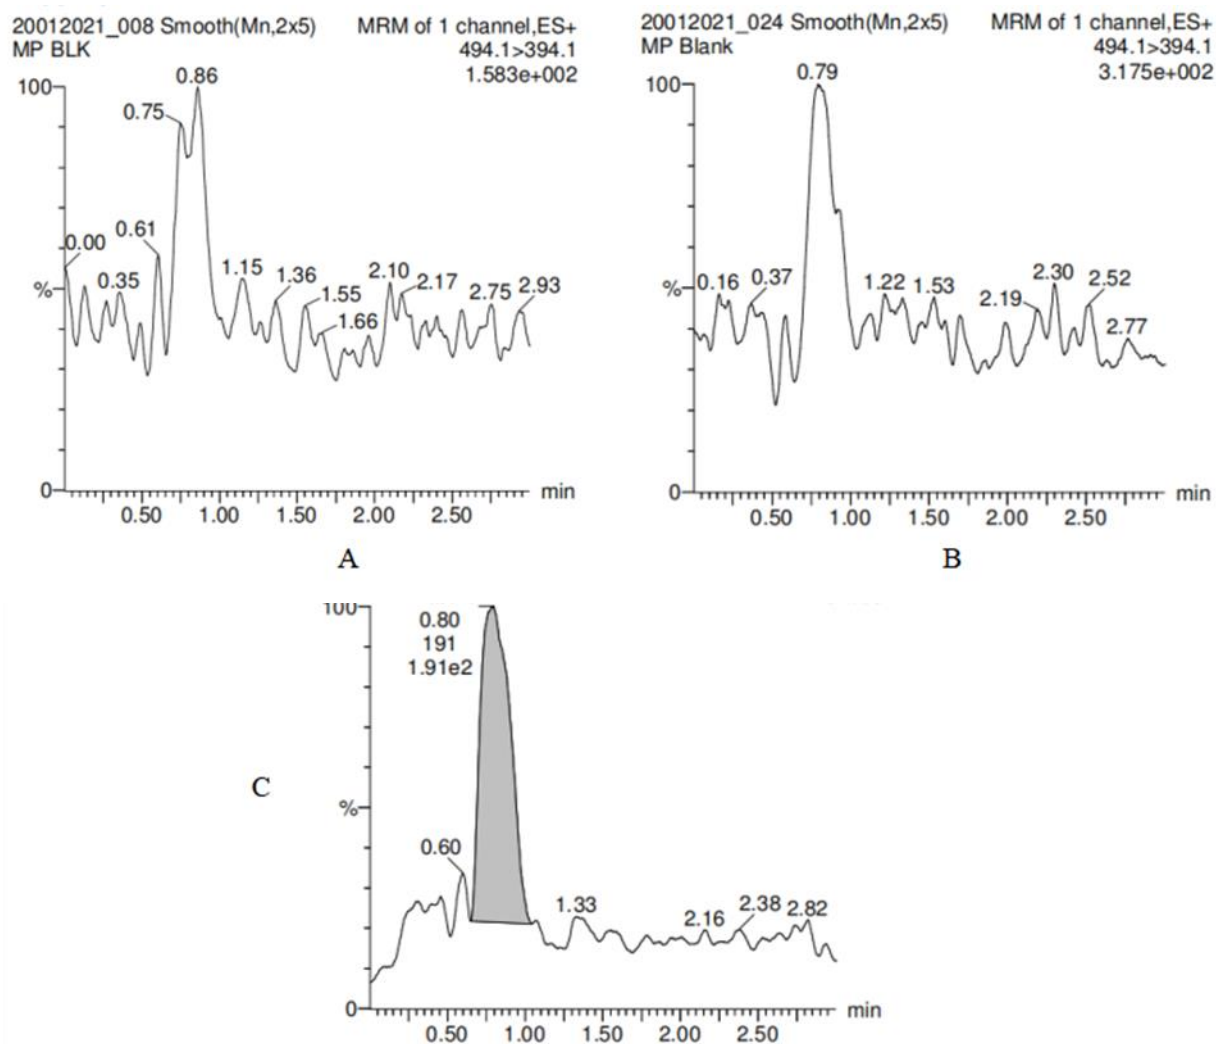 20012021_008 Smooth(Mn,2x5)
MP BLK
MRM of 1 channel,ES+
494.1>394.1
1.583e+002
100
%
0
0.00
0.35
0.61
0.75
0.86
1.15
1.36
1.55
1.66
2.10
2.17
2.75
2.93
0.50 1.00 1.50 2.00 2.50
min
A
20012021_024 Smooth(Mn,2x5)
MP Blank
MRM of 1 channel,ES+
494.1>394.1
3.175e+002
100
%
0
0.16
0.37
0.79
1.22
1.53
2.19
2.30
2.52
2.77
0.50 1.00 1.50 2.00 2.50
min
B
C
100
%
0
0.80
191
1.91e2
0.60
1.33
2.16
2.38
2.82
0.50 1.00 1.50 2.00 2.50
min